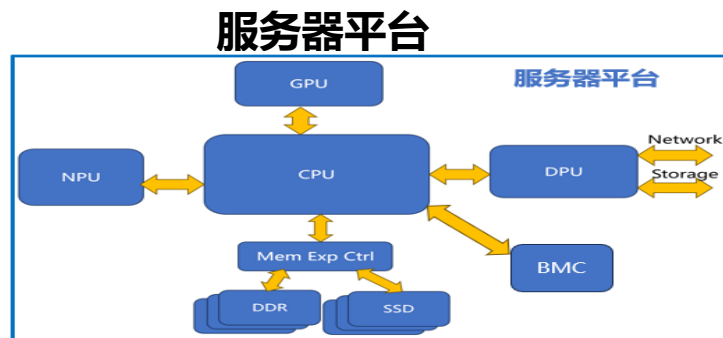 服务器平台
服务器平台
GPU
Network
NPU
CPU
DPU
Storage
Mem Exp Ctrl
BMC
DDR
SSD